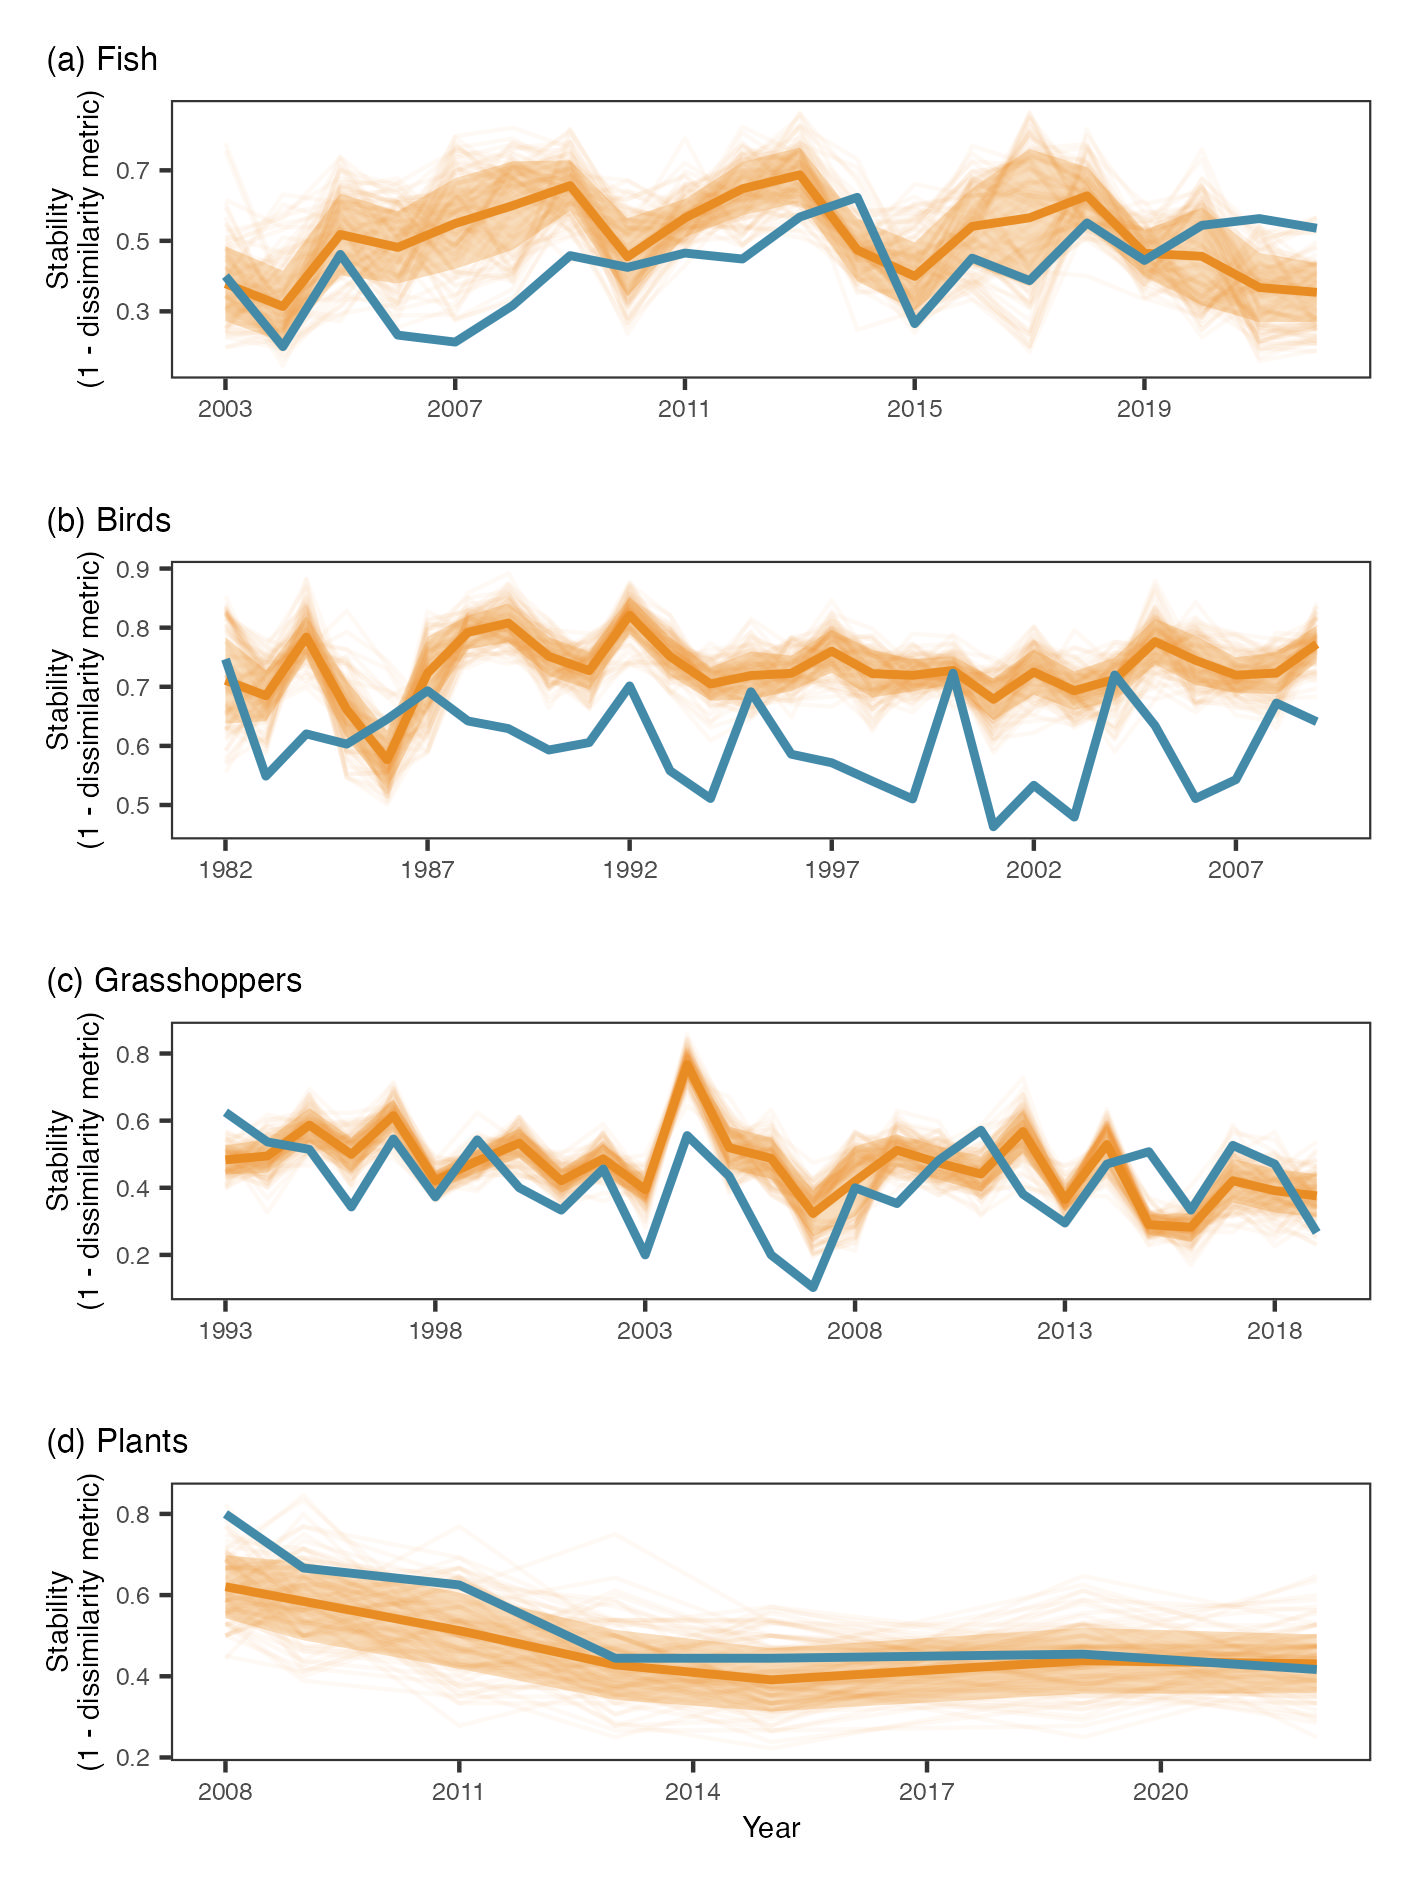 (a) Fish
Stability
(1 - dissimilarity metric)
0.7
0.5
0.3
2003 2007 2011 2015 2019
(b) Birds
Stability
(1 - dissimilarity metric)
0.9
0.8
0.7
0.6
0.5
1982 1987 1992 1997 2002 2007
(c) Grasshoppers
Stability
(1 - dissimilarity metric)
0.8
0.6
0.4
0.2
1993 1998 2003 2008 2013 2018
(d) Plants
Stability
(1 - dissimilarity metric)
0.8
0.6
0.4
0.2
2008 2011 2014 2017 2020
Year